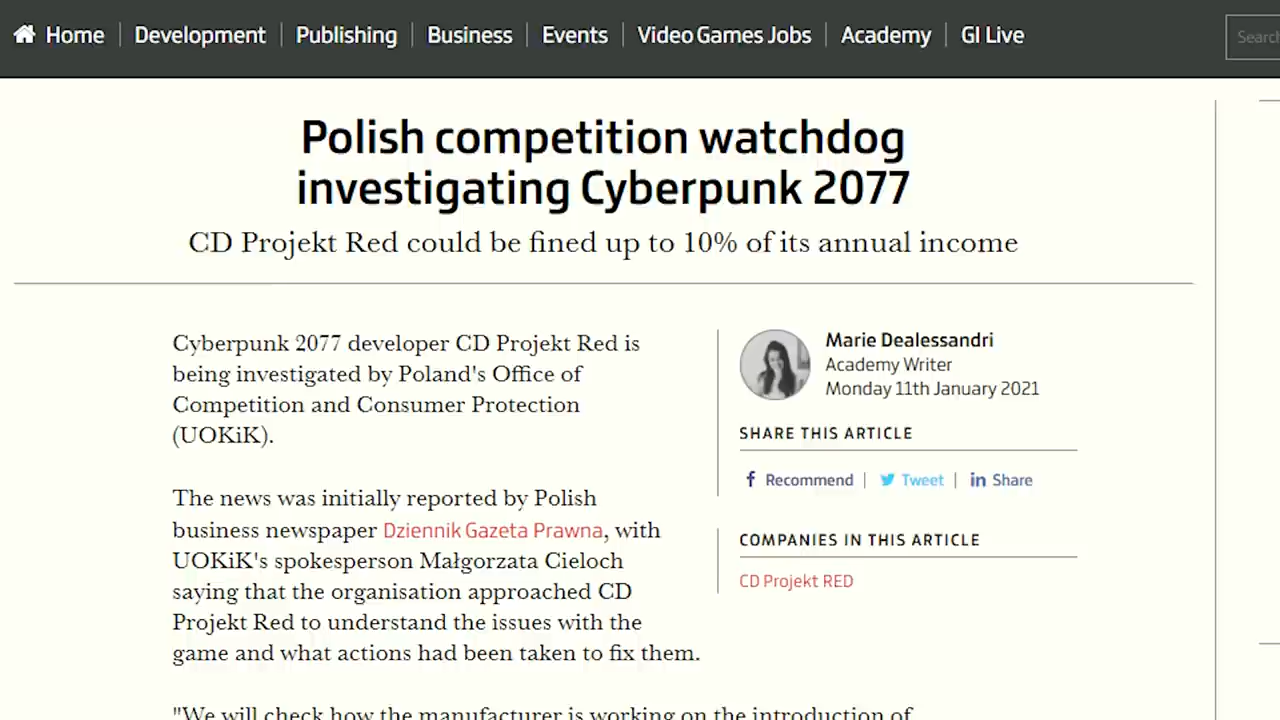 Home Development Publishing Business Events Video Games Jobs Academy GI Live
Polish competition watchdog
investigating Cyberpunk 2077
CD Projekt Red could be fined up to 10% of its annual income
Cyberpunk 2077 developer CD Projekt Red is
being investigated by Poland's Office of
Competition and Consumer Protection
(UOKiK).
The news was initially reported by Polish
business newspaper Dziennik Gazeta Prawna, with
UOKiK's spokesperson Małgorzata Cieloch
saying that the organisation approached CD
Projekt Red to understand the issues with the
game and what actions had been taken to fix them.
"We will check how the manufacturer is working on the introduction of
Marie Dealessandri
Academy Writer
Monday 11th January 2021
SHARE THIS ARTICLE
Recommend Tweet Share
COMPANIES IN THIS ARTICLE
CD Projekt RED